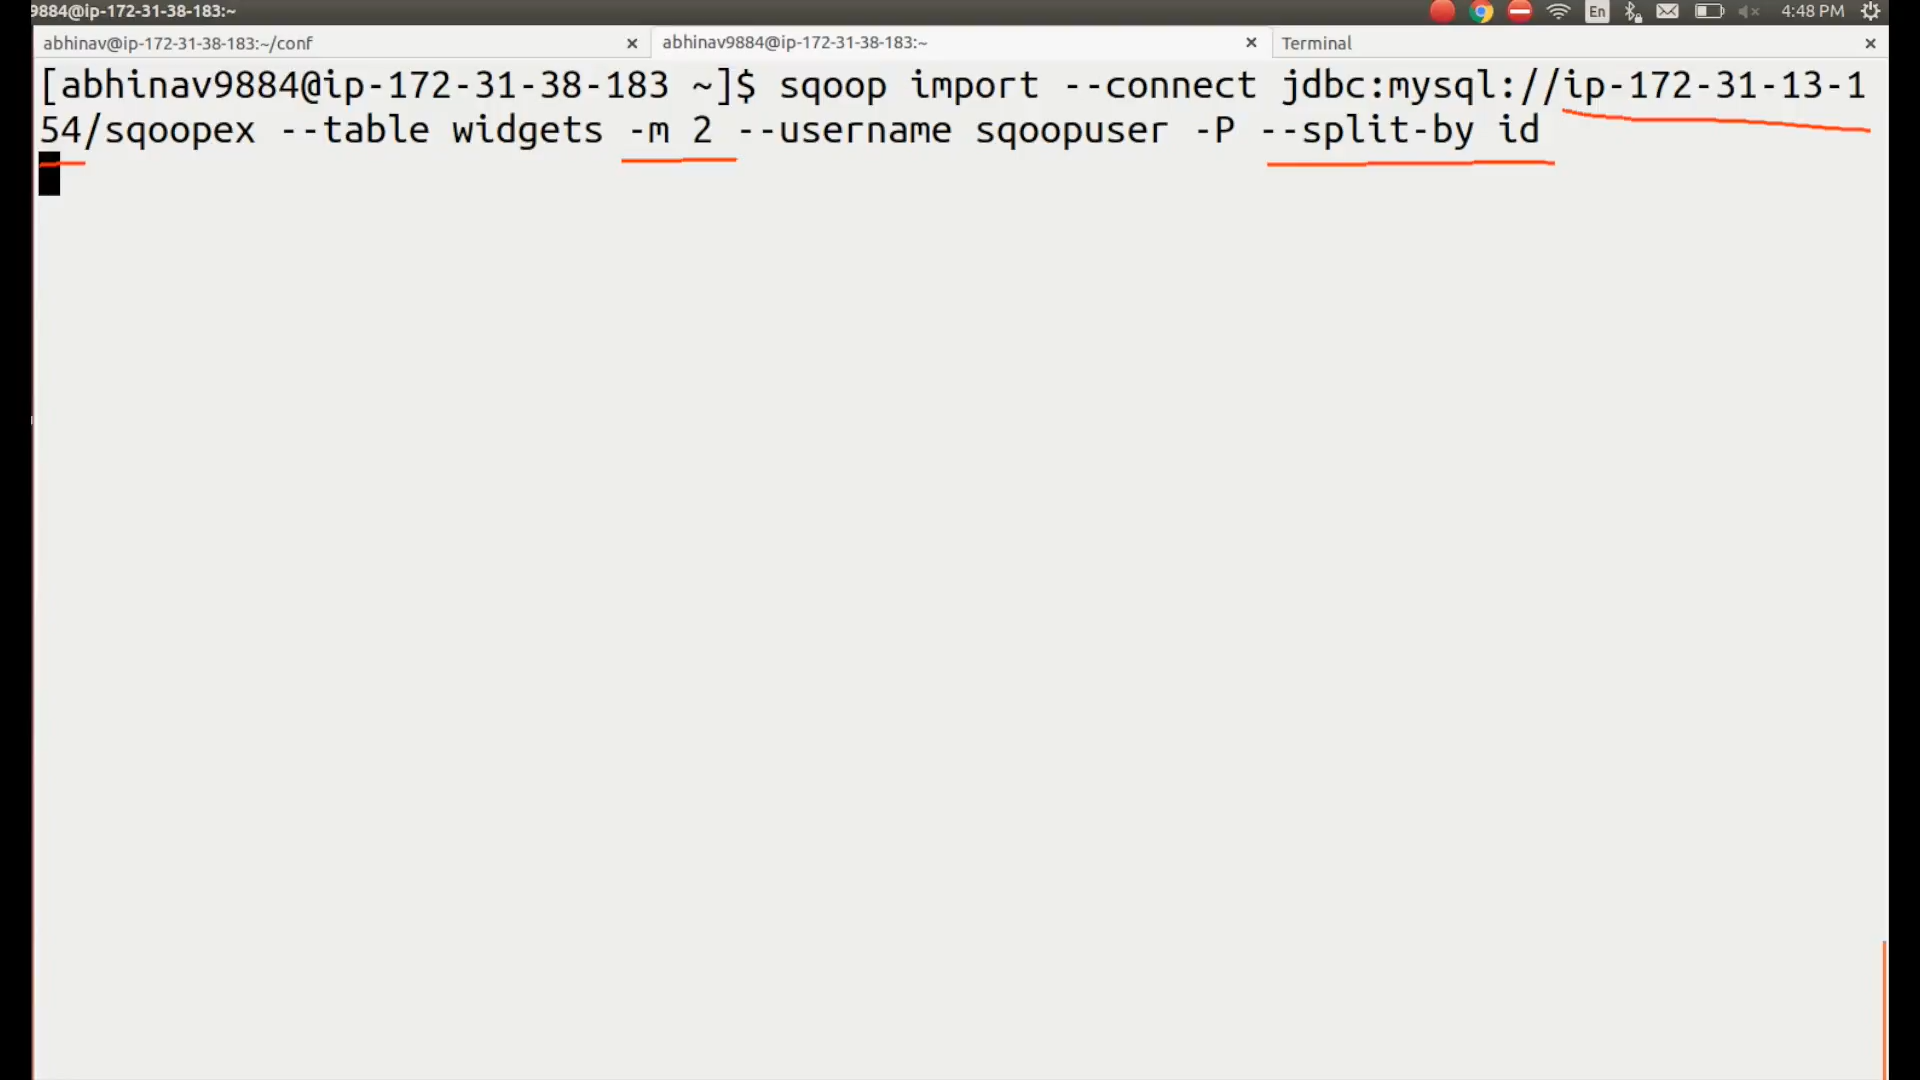 9884@ip-172-31-38-183:~
En
4:48 PM
abhinav@ip-172-31-38-183:~/conf
abhinav9884@ip-172-31-38-183:~
Terminal
[abhinav9884@ip-172-31-38-183 ~]$ sqoop import --connect jdbc:mysql://ip-172-31-13-1
54/sqoopex --table widgets -m 2 --username sqoopuser -P --split-by id